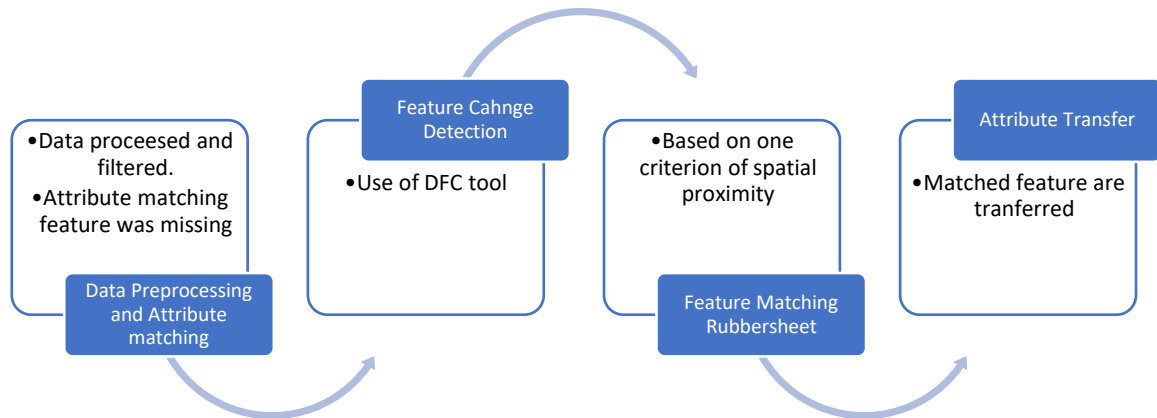 •Data proceesed and
filtered.
•Attribute matching
feature was missing
Data Preprocessing
and Attribute
matching
Feature Cahnge
Detection
•Use of DFC tool
•Based on one
criterion of spatial
proximity
Feature Matching
Rubbersheet
Attribute Transfer
•Matched feature are
tranferred